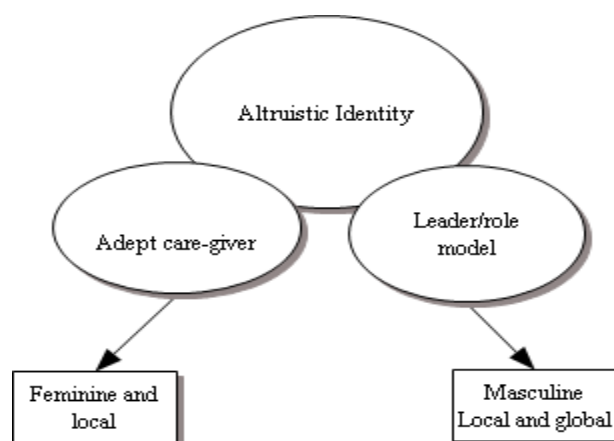 Altruistic Identity
Adept care-giver
Leader/role
model
Feminine and
local
Masculine
Local and global